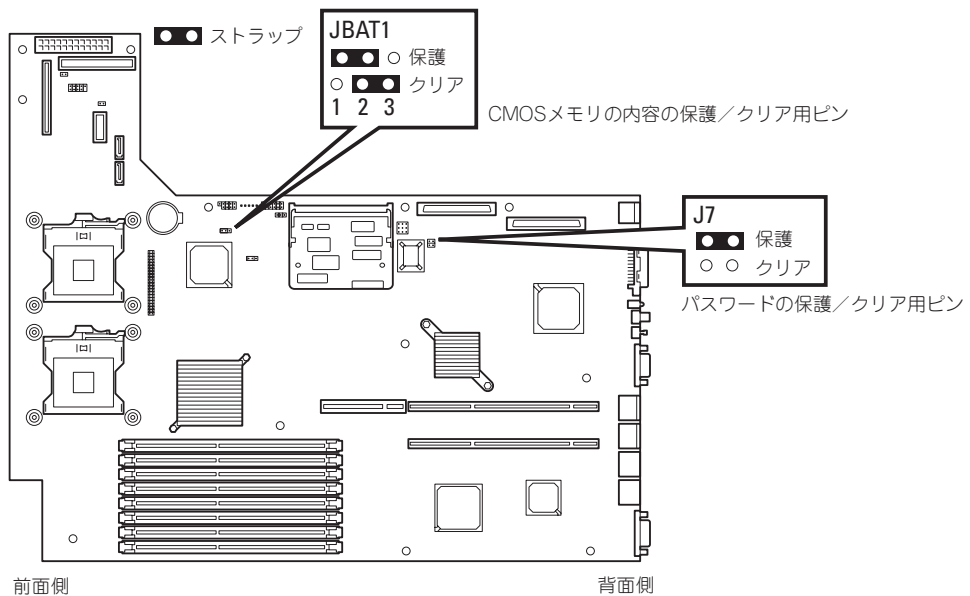 ストラップ
JBAT1
保護
クリア
1 2 3
CMOSメモリの内容の保護／クリア用ピン
J7
保護
クリア
パスワードの保護／クリア用ピン
前面側
背面側